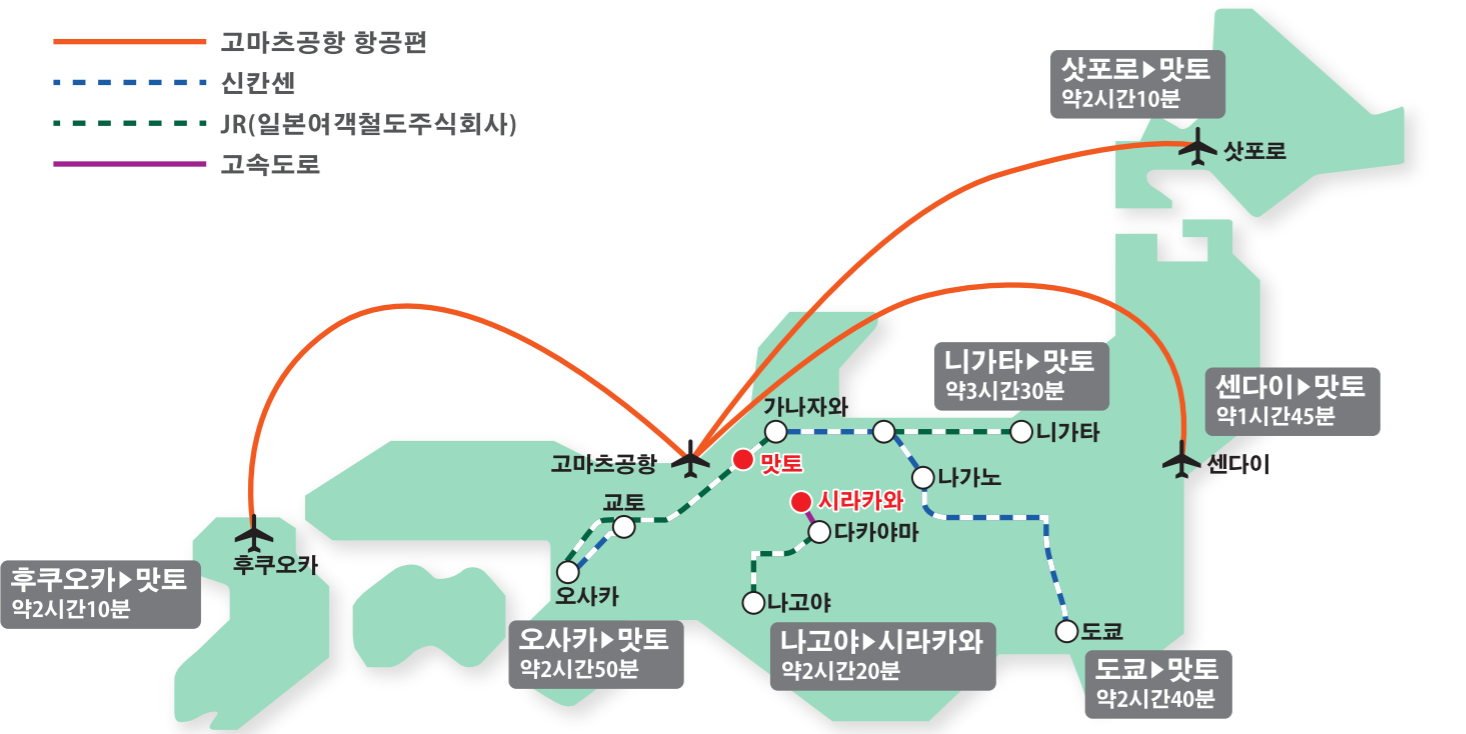 고마츠공항 항공편
신칸센
JR(일본여객철도주식회사)
고속도로
삿포로▶맛토
약2시간10분
삿포로
니가타▶맛토
약3시간30분
센다이▶맛토
약1시간45분
가나자와
니가타
고마츠공항
맛토
센다이
나가노
교토
시라카와
다카야마
후쿠오카
후쿠오카▶맛토
약2시간10분
오사카
나고야
도쿄
오사카▶맛토
약2시간50분
나고야▶시라카와
약2시간20분
도쿄▶맛토
약2시간40분